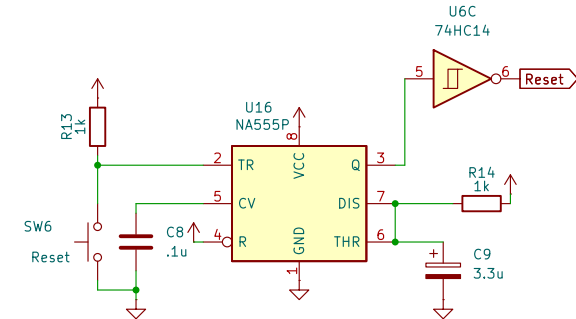 U6C
74HC14
5
6
Reset
R13
1k
U16
NA555P
8
VCC
2
TR
Q
3
R14
1k
5
CV
DIS
7
SW6
Reset
C8
.1u
4
R
GND
THR
6
1
C9
3.3u
+